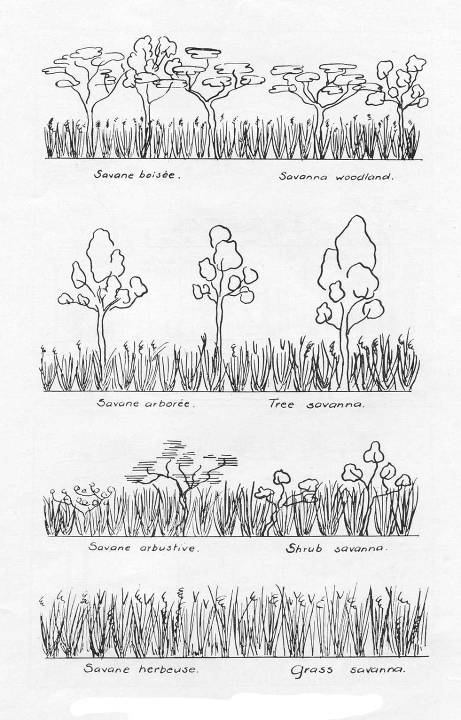 Savane boisée. Savanna woodland.
Savane arborée. Tree savanna.
Savane arbustive. Shrub savanna.
Savane herbeuse. Grass savanna.